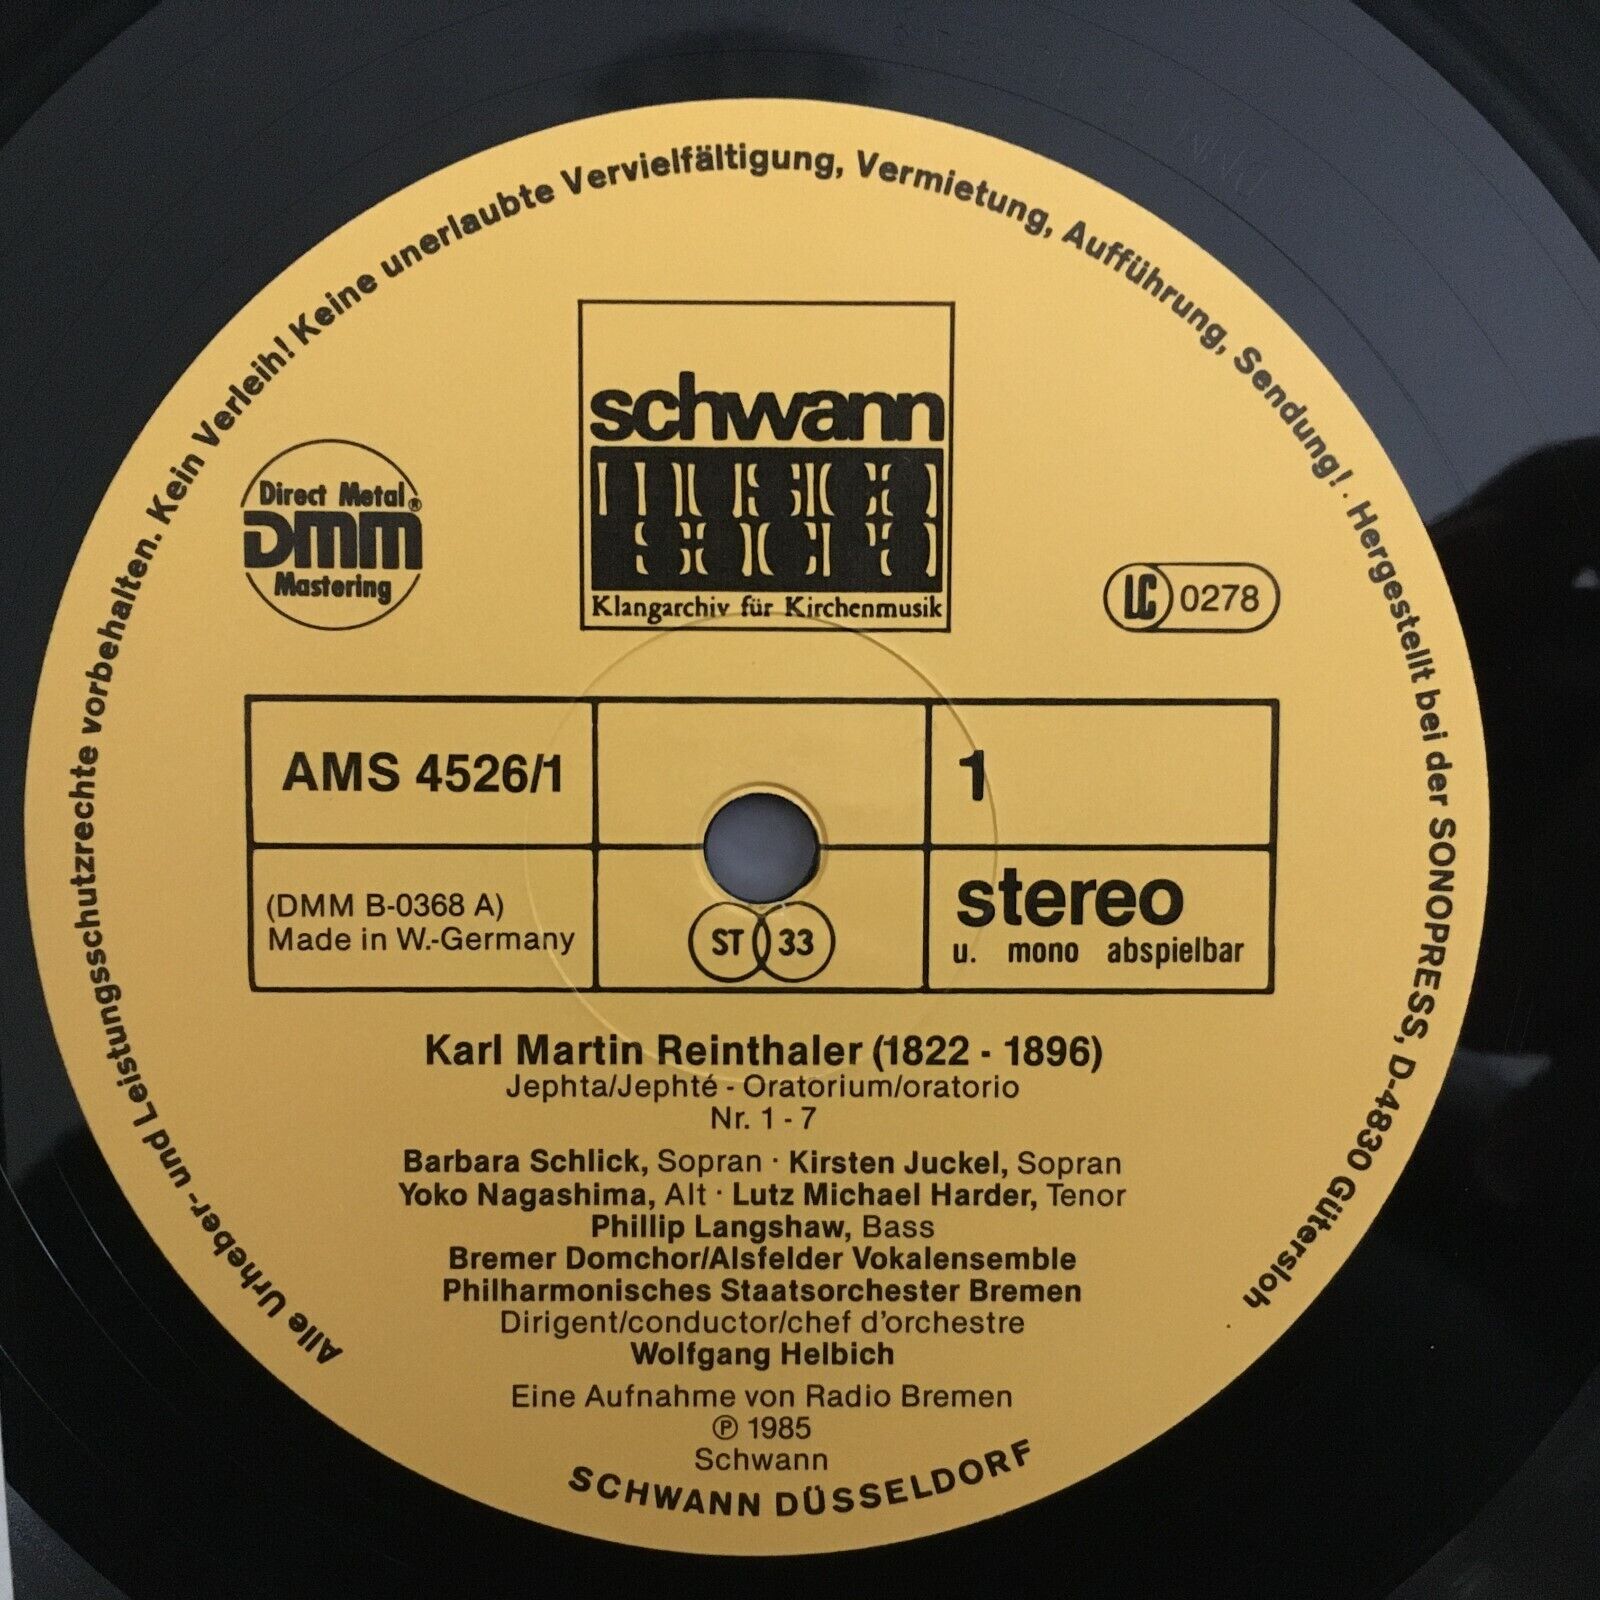 Alle Urheber- und Leistungsschutzrechte vorbehalten. Kein Verleih! Keine unerlaubte Vervielfältigung, Vermietung, Aufführung, Sendung! · Hergestellt bei der SONOPRESS, D-4830 Gütersloh
schwann
Klangarchiv für Kirchenmusik
Direct Metal®
DMM
Mastering
LC 0278
AMS 4526/1
1
(DMM B-0368 A)
Made in W.-Germany
ST 33
stereo
u. mono abspielbar
Karl Martin Reinthaler (1822 - 1896)
Jephta/Jephté - Oratorium/oratorio
Nr. 1 - 7
Barbara Schlick, Sopran · Kirsten Juckel, Sopran
Yoko Nagashima, Alt · Lutz Michael Harder, Tenor
Phillip Langshaw, Bass
Bremer Domchor/Alsfelder Vokalensemble
Philharmonisches Staatsorchester Bremen
Dirigent/conductor/chef d'orchestre
Wolfgang Helbich
Eine Aufnahme von Radio Bremen
℗ 1985
Schwann
SCHWANN DÜSSELDORF